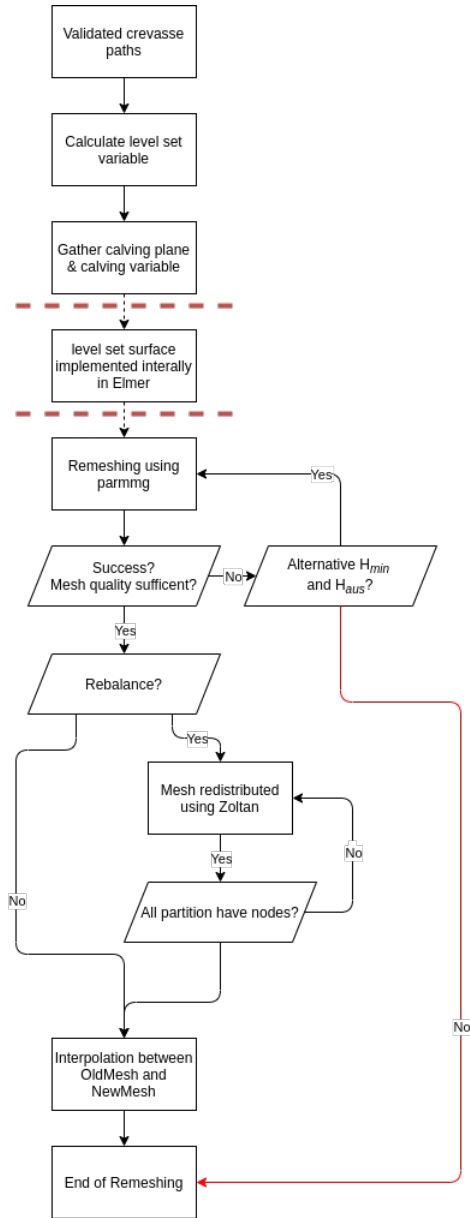 Validated crevasse
paths
Calculate level set
variable
Gather calving plane
& calving variable
level set surface
implemented interally
in Elmer
Remeshing using
parmmg
Yes
Success?
Mesh quality sufficent?
No
Alternative Hmin
and Haus?
Yes
Rebalance?
Yes
Mesh redistributed
using Zoltan
Yes
No
No
All partition have nodes?
No
Interpolation between
OldMesh and
NewMesh
End of Remeshing